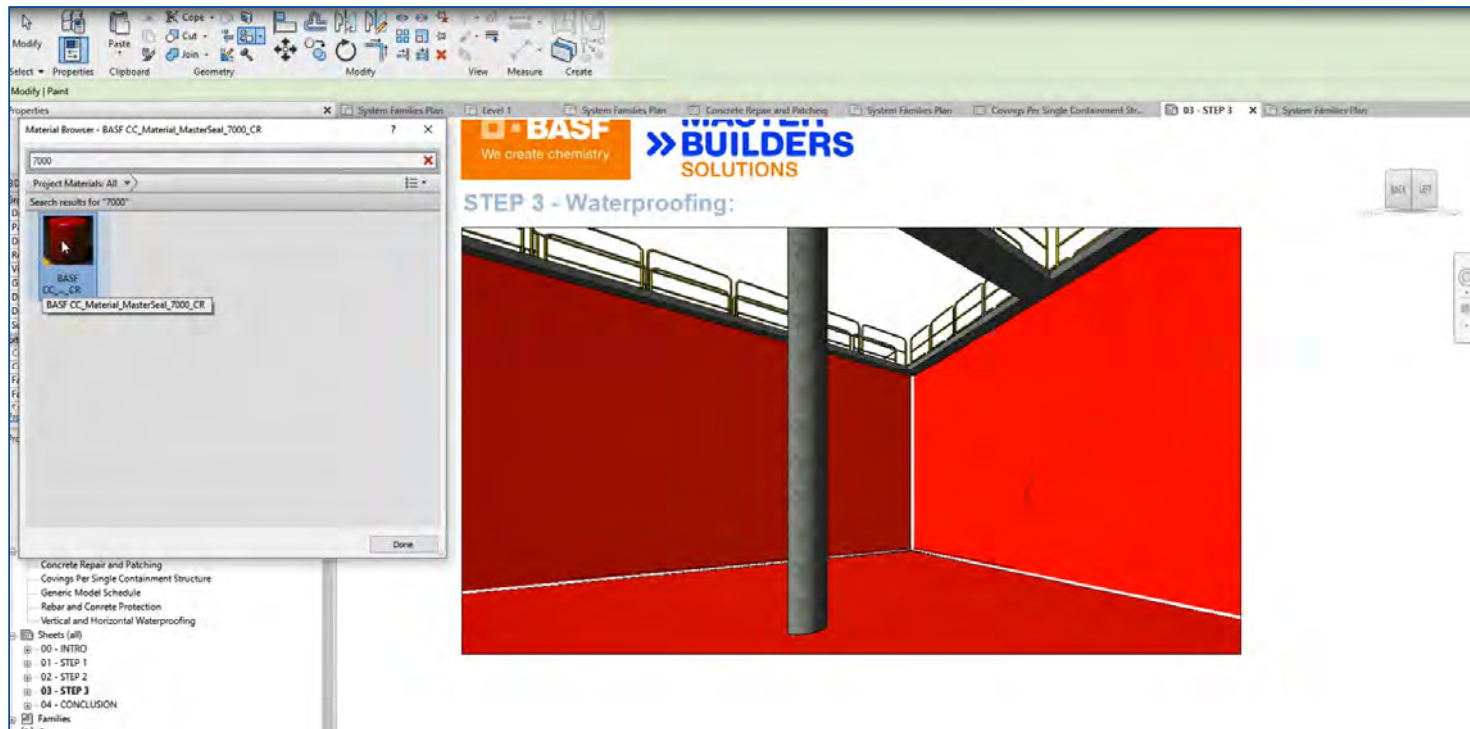 Modify
Paste
Cope
Cut
Join
Select
Properties
Clipboard
Geometry
Modify
View
Measure
Create
Modify | Paint
Properties
System Families Plan
Level 1
System Families Plan
Concrete Repair and Patching
System Families Plan
Covings Per Single Containment Str...
03 - STEP 3
System Families Plan
Material Browser - BASF CC_Material_MasterSeal_7000_CR
7000
Project Materials: All
Search results for "7000"
BASF
CC_..._CR
BASF CC_Material_MasterSeal_7000_CR
Done
BASF
We create chemistry
MASTER
BUILDERS
SOLUTIONS
STEP 3 - Waterproofing:
BACK
LEFT
Concrete Repair and Patching
Covings Per Single Containment Structure
Generic Model Schedule
Rebar and Conrete Protection
Vertical and Horizontal Waterproofing
Sheets (all)
00 - INTRO
01 - STEP 1
02 - STEP 2
03 - STEP 3
04 - CONCLUSION
Families